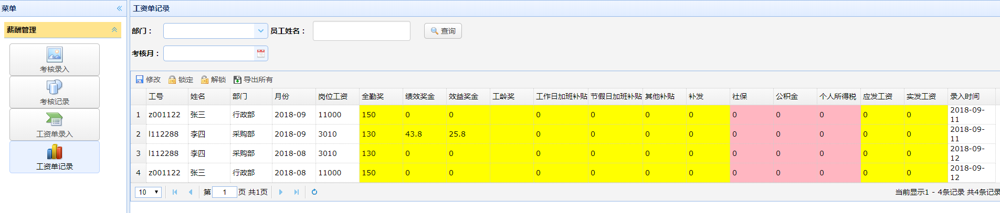 菜单
薪酬管理
考核录入
考核记录
工资单录入
工资单记录
工资单记录
部门： 员工姓名： 查询
考核月：
修改 锁定 解锁 导出所有
工号 姓名 部门 月份 岗位工资 全勤奖 绩效奖金 效益奖金 工龄奖 工作日加班补贴 节假日加班补贴 其他补贴 补发 社保 公积金 个人所得税 应发工资 实发工资 录入时间
1 z001122 张三 行政部 2018-09 11000 150 0 0 0 0 0 0 0 0 0 0 0 2018-09-
11
2 l112288 李四 采购部 2018-09 3010 130 43.8 25.8 0 0 0 0 0 0 0 0 0 2018-09-
11
3 l112288 李四 采购部 2018-08 3010 130 0 0 0 0 0 0 0 0 0 0 0 2018-09-
12
4 z001122 张三 行政部 2018-08 11000 150 0 0 0 0 0 0 0 0 0 0 0 2018-09-
12
10 第 1 页 共1页 当前显示1 - 4条记录 共4条记录